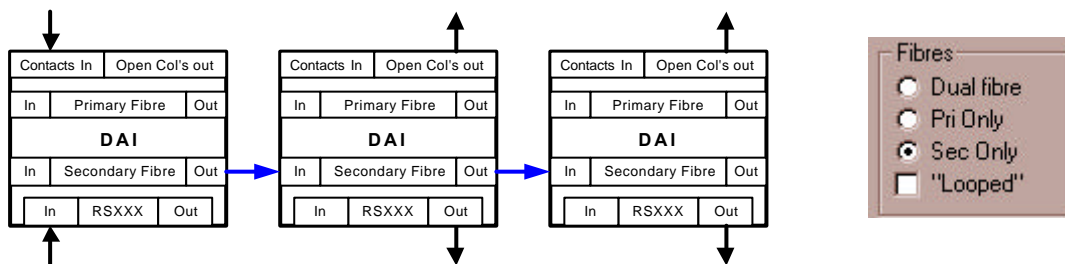 Contacts In Open Col's out
In Primary Fibre Out
DAI
In Secondary Fibre Out
In RSXXX Out
Contacts In Open Col's out
In Primary Fibre Out
DAI
In Secondary Fibre Out
In RSXXX Out
Contacts In Open Col's out
In Primary Fibre Out
DAI
In Secondary Fibre Out
In RSXXX Out
Fibres
Dual fibre
Pri Only
Sec Only
"Looped"